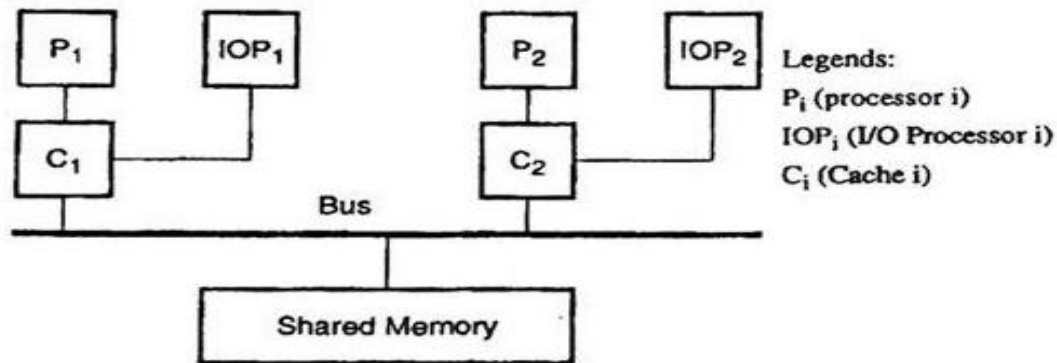 P₁
IOP₁
P₂
IOP₂
Legends:
Pᵢ (processor i)
IOPᵢ (I/O Processor i)
Cᵢ (Cache i)
C₁
C₂
Bus
Shared Memory